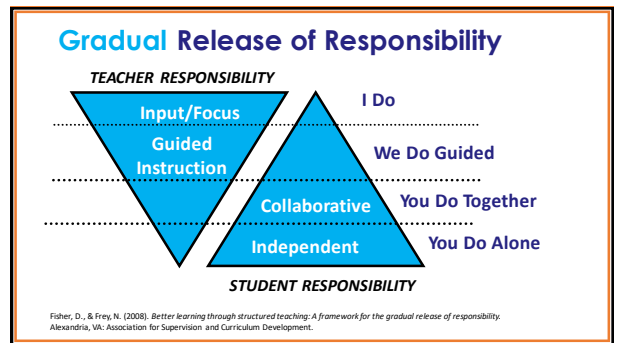 Gradual Release of Responsibility
TEACHER RESPONSIBILITY
I Do
Input/Focus
Guided
Instruction
We Do Guided
Collaborative
You Do Together
Independent
You Do Alone
STUDENT RESPONSIBILITY
Fisher, D., & Frey, N. (2008). Better learning through structured teaching: A framework for the gradual release of responsibility.
Alexandria, VA: Association for Supervision and Curriculum Development.